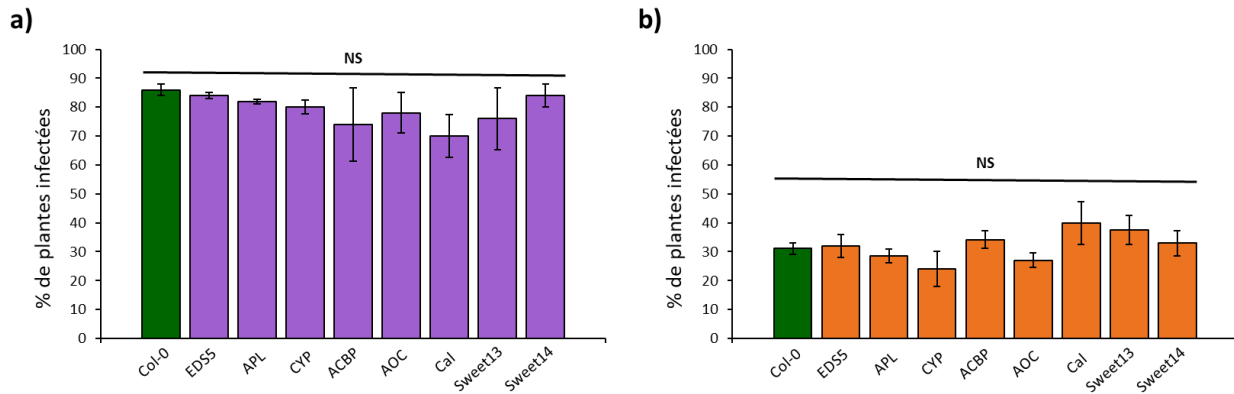 a)
NS
% de plantes infectées
100
90
80
70
60
50
40
30
20
10
0
Col-0
EDS5
APL
CYP
ACBP
AOC
Cal
Sweet13
Sweet14
b)
NS
% de plantes infectées
100
90
80
70
60
50
40
30
20
10
0
Col-0
EDS5
APL
CYP
ACBP
AOC
Cal
Sweet13
Sweet14